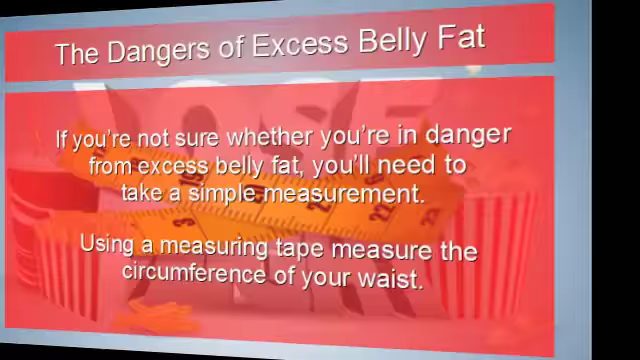 The Dangers of Excess Belly Fat
If you're not sure whether you're in danger
from excess belly fat, you'll need to
take a simple measurement.
Using a measuring tape measure the
circumference of your waist.